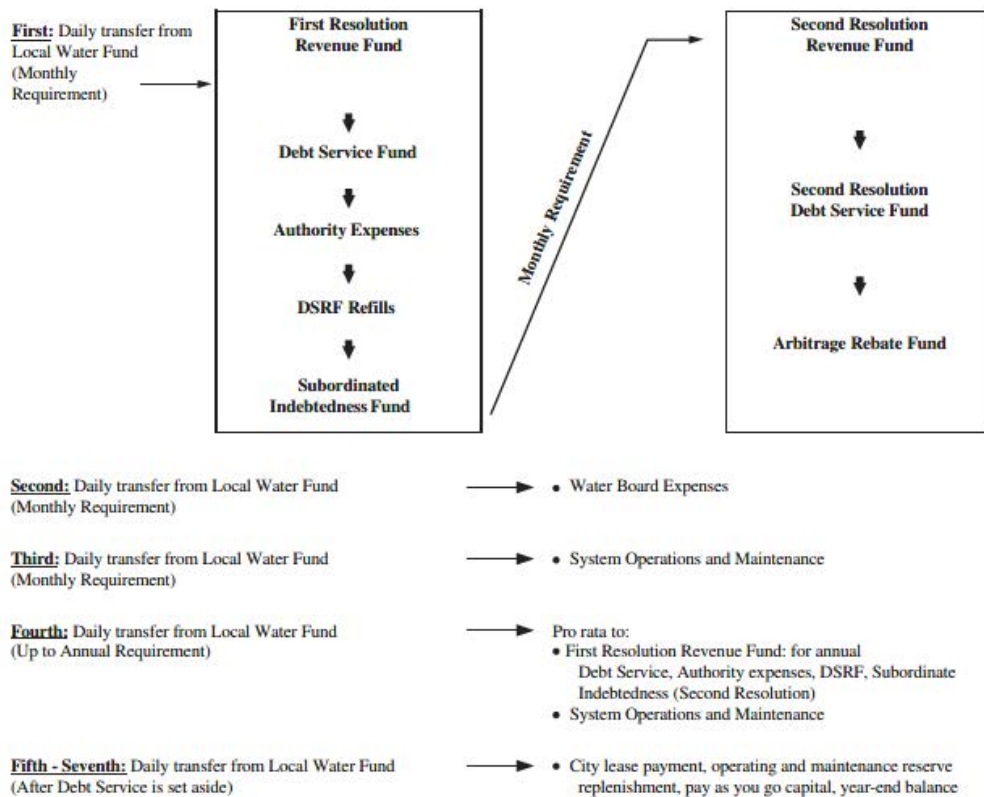 First: Daily transfer from
Local Water Fund
(Monthly
Requirement)
First Resolution
Revenue Fund
Debt Service Fund
Authority Expenses
DSRF Refills
Subordinated
Indebtedness Fund
Monthly Requirement
Second Resolution
Revenue Fund
Second Resolution
Debt Service Fund
Arbitrage Rebate Fund
Second: Daily transfer from Local Water Fund
(Monthly Requirement)
• Water Board Expenses
Third: Daily transfer from Local Water Fund
(Monthly Requirement)
• System Operations and Maintenance
Fourth: Daily transfer from Local Water Fund
(Up to Annual Requirement)
Pro rata to:
• First Resolution Revenue Fund: for annual
Debt Service, Authority expenses, DSRF, Subordinate
Indebtedness (Second Resolution)
• System Operations and Maintenance
Fifth - Seventh: Daily transfer from Local Water Fund
(After Debt Service is set aside)
• City lease payment, operating and maintenance reserve
replenishment, pay as you go capital, year-end balance